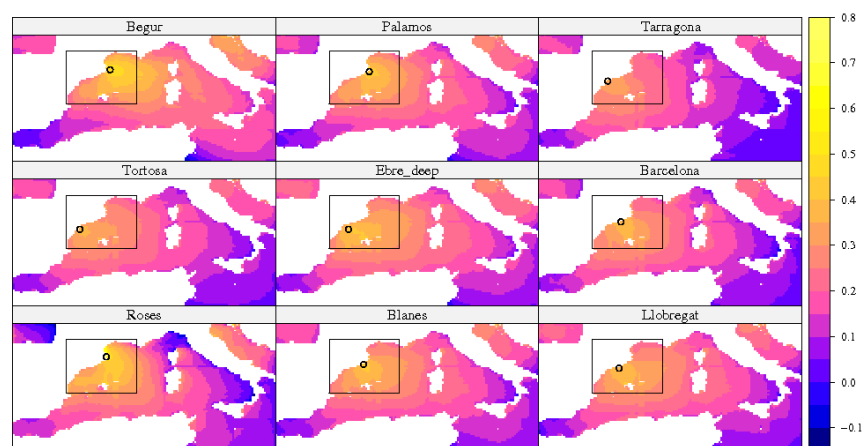 Begur
Palamos
Tarragona
Tortosa
Ebre_deep
Barcelona
Roses
Blanes
Llobregat
0.8
0.7
0.6
0.5
0.4
0.3
0.2
0.1
0.0
−0.1